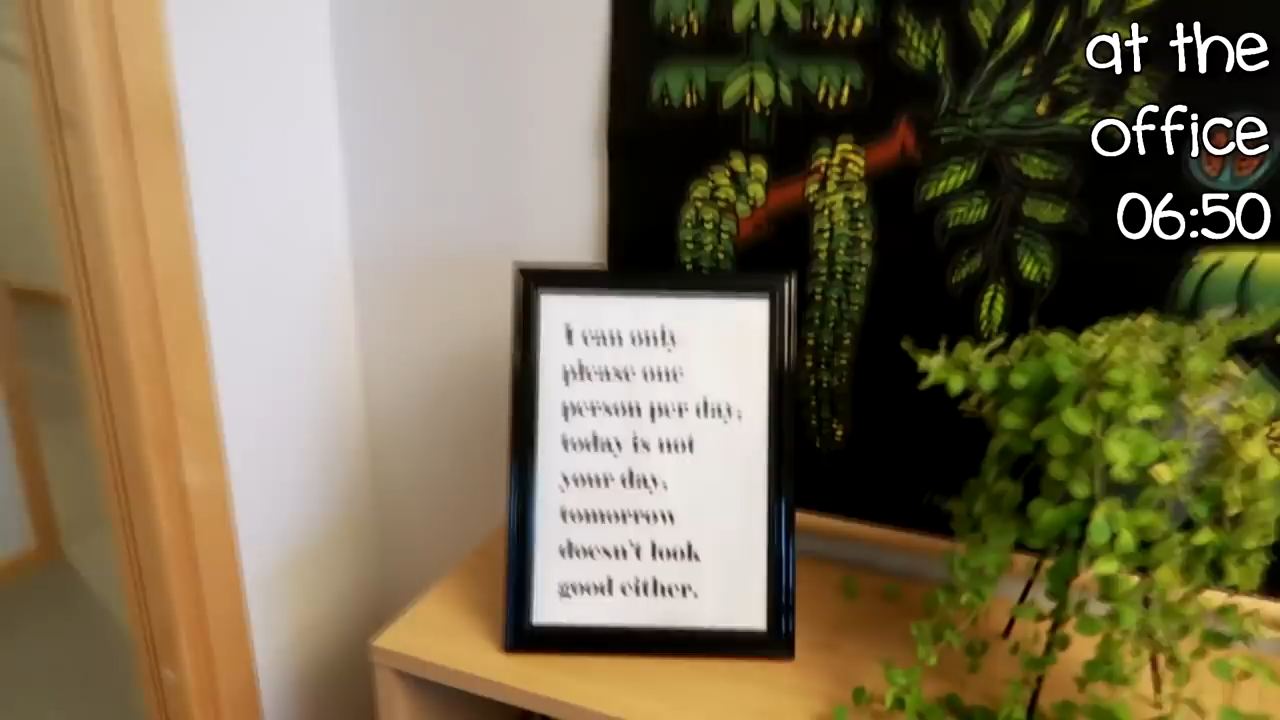 at the
office
06:50
I can only
please one
person per day;
today is not
your day,
tomorrow
doesn't look
good either.